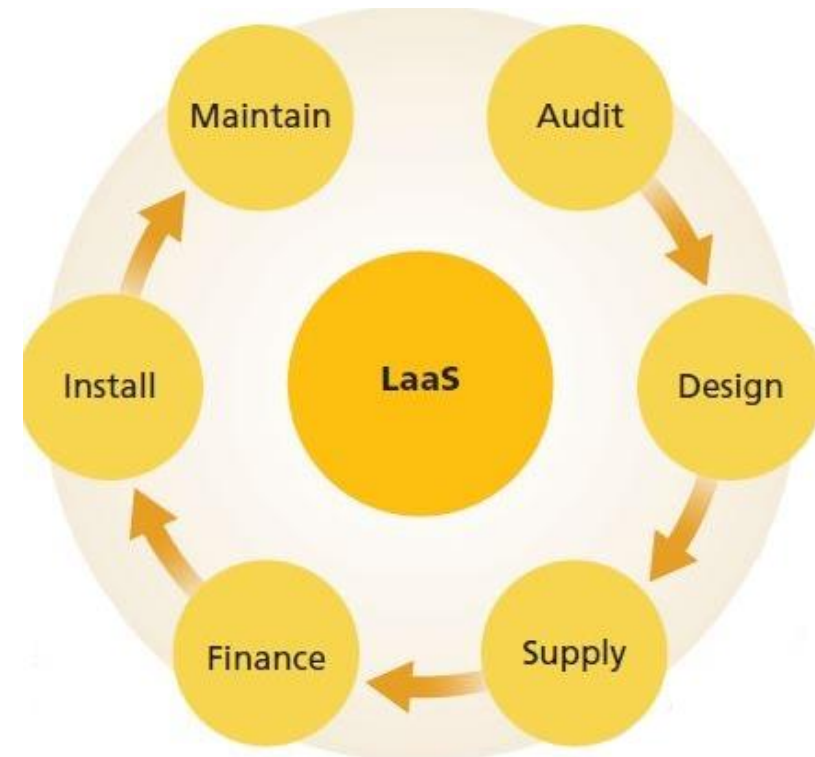 Maintain
Audit
LaaS
Install
Design
Finance
Supply